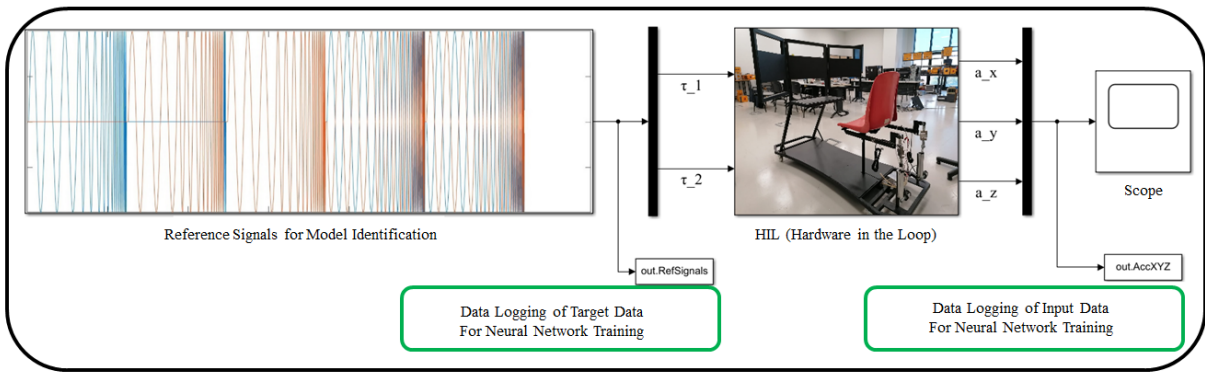 τ_1
τ_2
a_x
a_y
a_z
Scope
Reference Signals for Model Identification
HIL (Hardware in the Loop)
out.RefSignals
out.AccXYZ
Data Logging of Target Data
For Neural Network Training
Data Logging of Input Data
For Neural Network Training